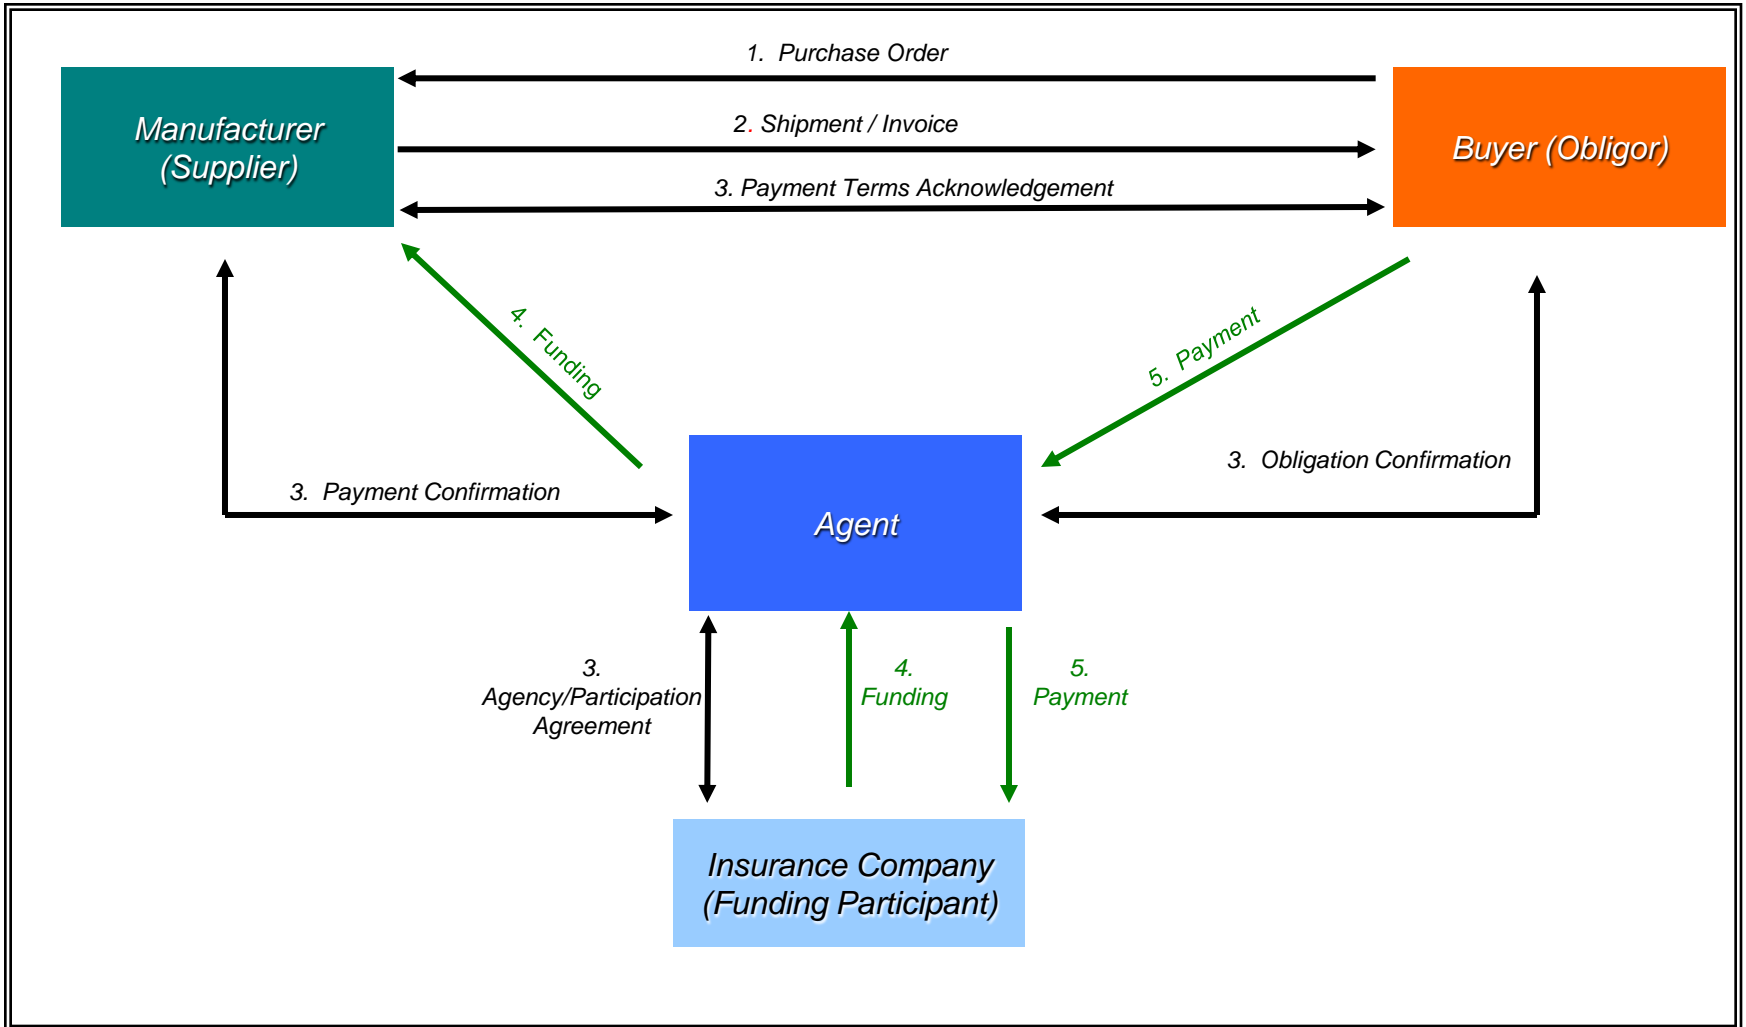 1. Purchase Order
Manufacturer
(Supplier)
2. Shipment / Invoice
Buyer (Obligor)
3. Payment Terms Acknowledgement
4. Funding
5. Payment
3. Obligation Confirmation
3. Payment Confirmation
Agent
3.
Agency/Participation
Agreement
4.
Funding
5.
Payment
Insurance Company
(Funding Participant)